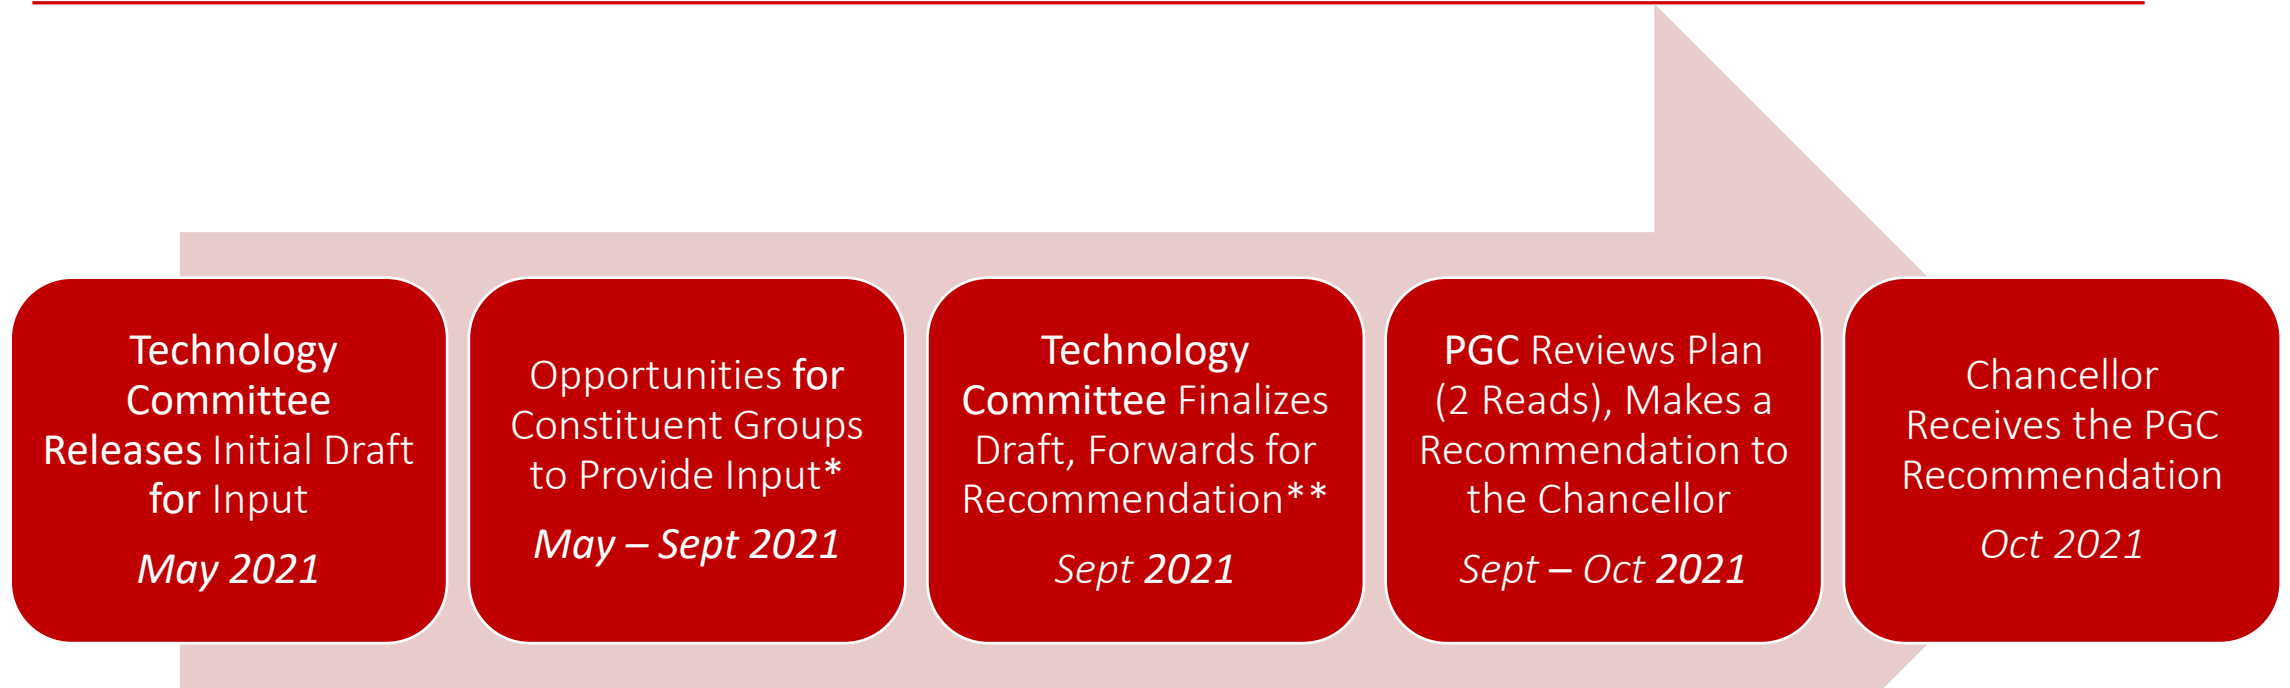 Technology
Committee
Releases Initial Draft
for Input
May 2021
Opportunities for
Constituent Groups
to Provide Input*
May – Sept 2021
Technology
Committee Finalizes
Draft, Forwards for
Recommendation**
Sept 2021
PGC Reviews Plan
(2 Reads), Makes a
Recommendation to
the Chancellor
Sept – Oct 2021
Chancellor
Receives the PGC
Recommendation
Oct 2021